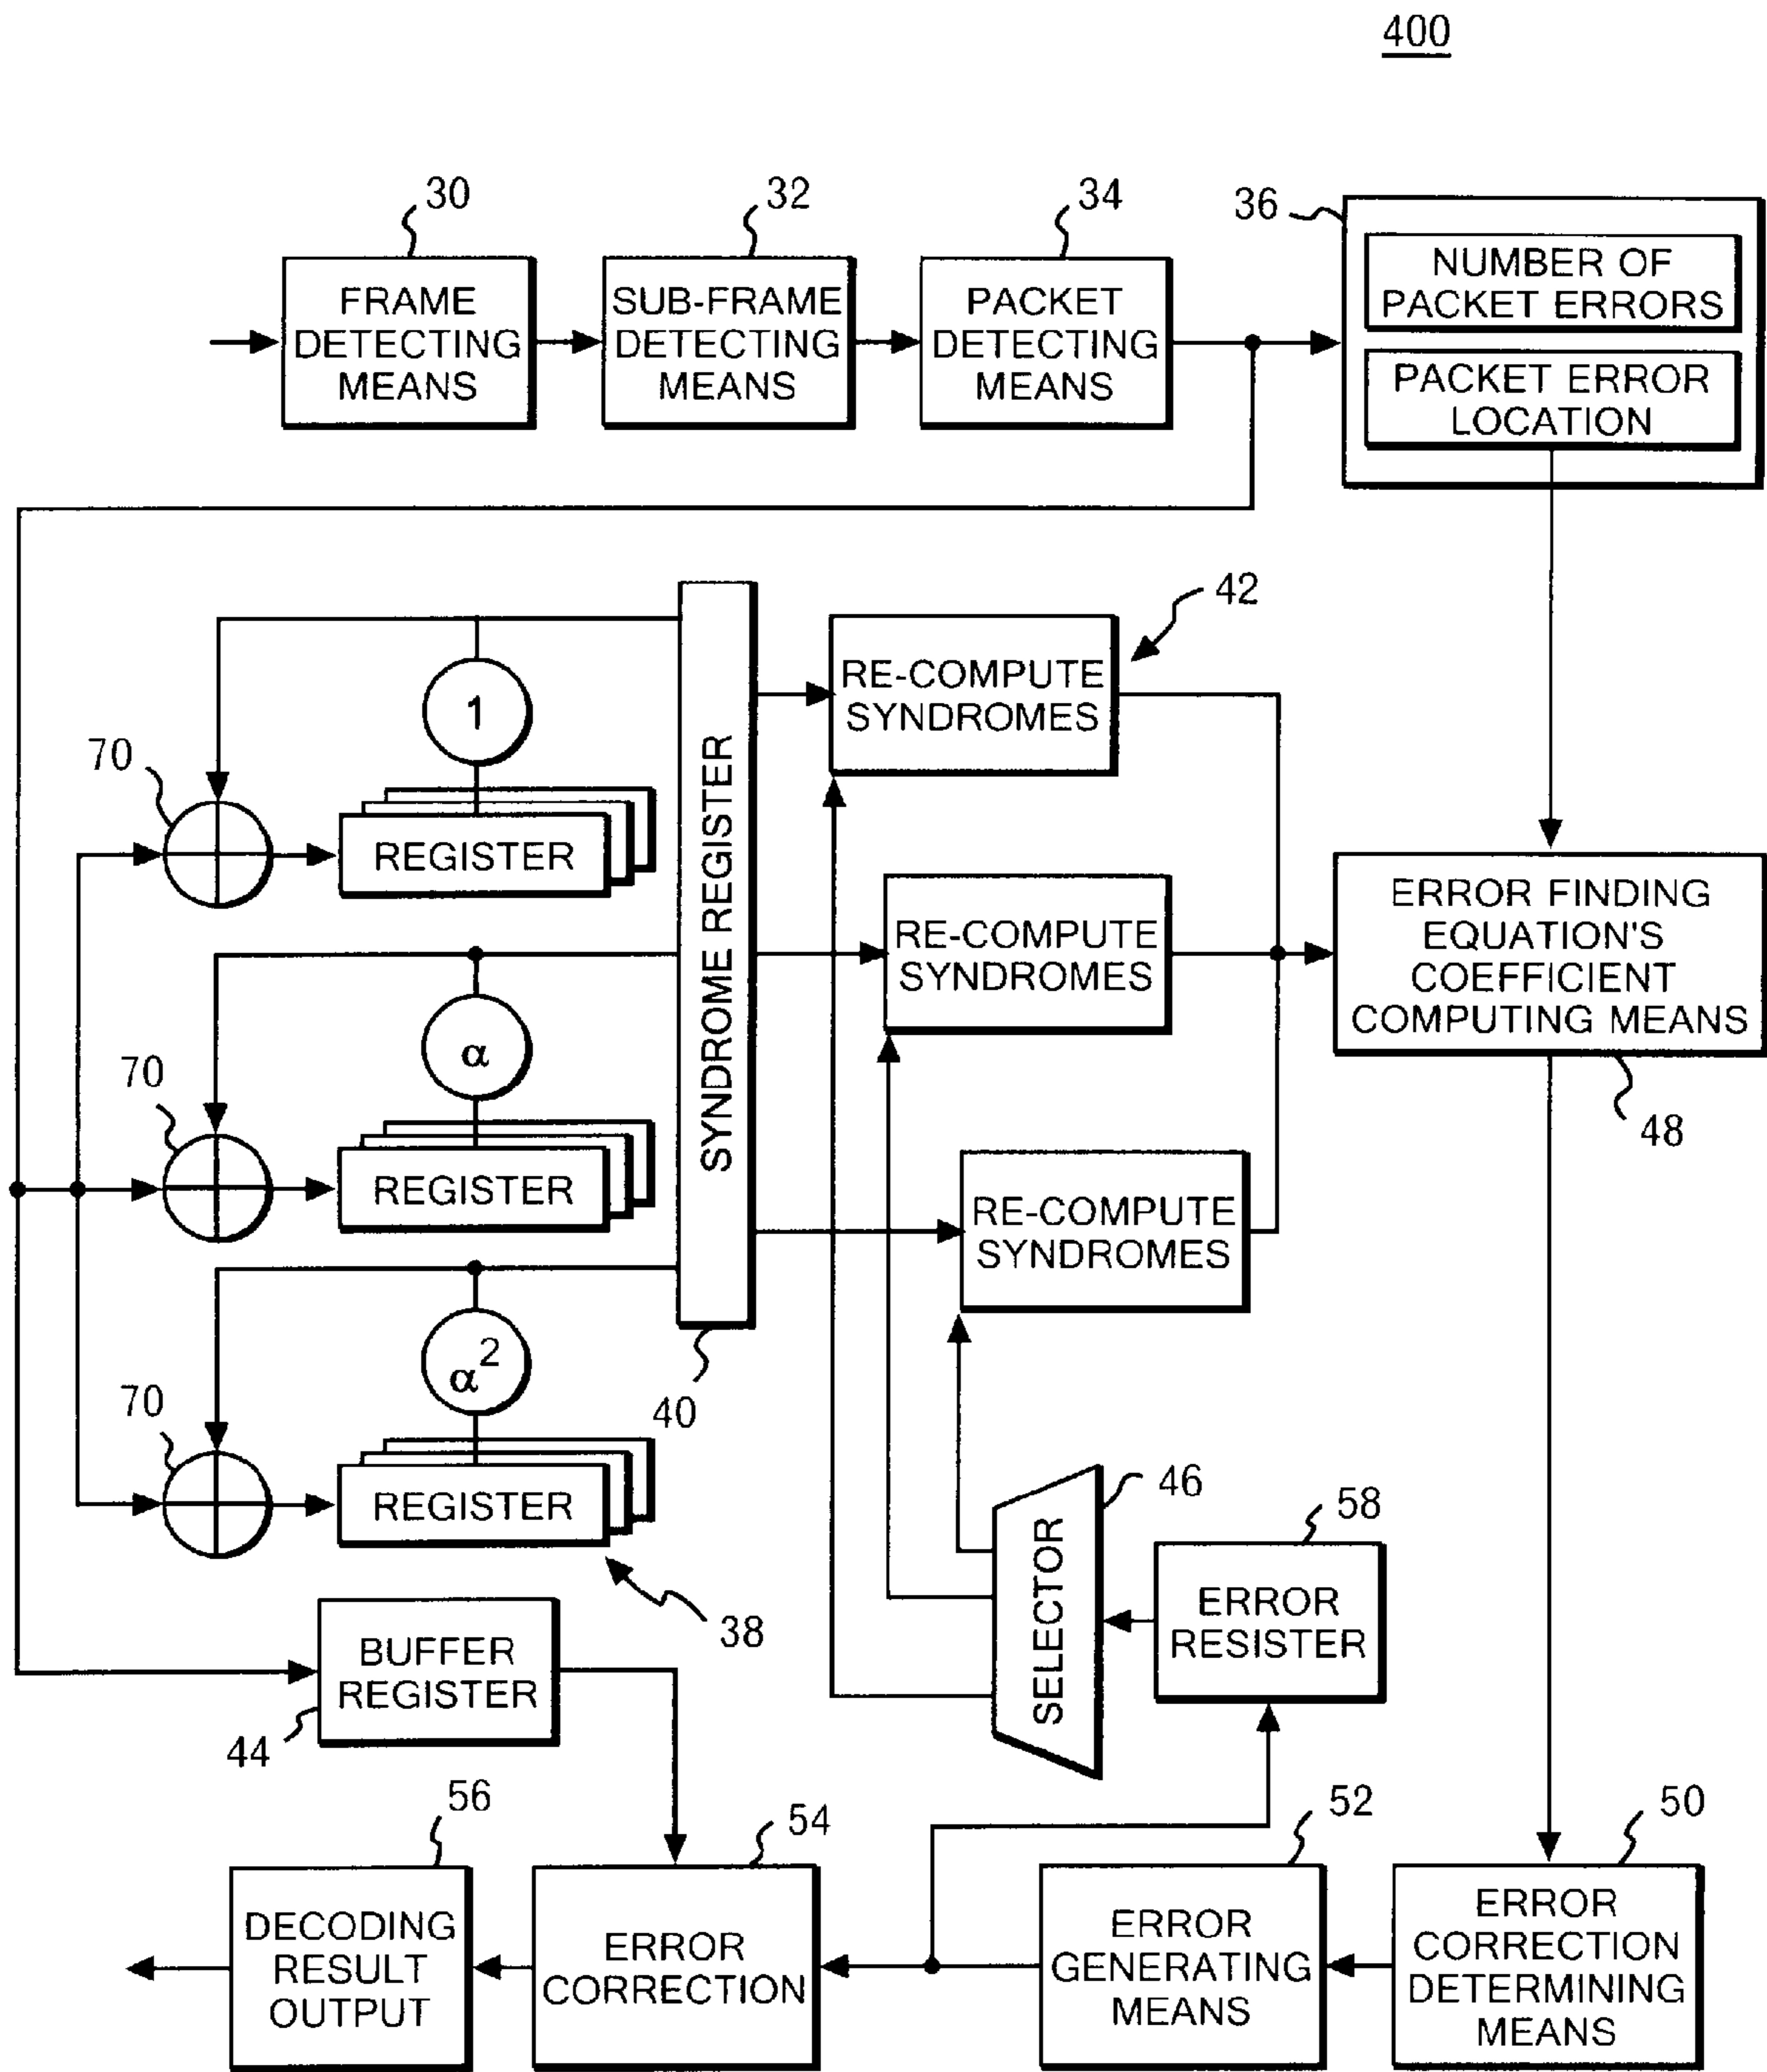 400
30
32
34
36
FRAME
DETECTING
MEANS
SUB-FRAME
DETECTING
MEANS
PACKET
DETECTING
MEANS
NUMBER OF
PACKET ERRORS
PACKET ERROR
LOCATION
42
RE-COMPUTE
SYNDROMES
1
70
REGISTER
SYNDROME REGISTER
RE-COMPUTE
SYNDROMES
ERROR FINDING
EQUATION'S
COEFFICIENT
COMPUTING MEANS
48
α
70
REGISTER
RE-COMPUTE
SYNDROMES
α²
40
70
REGISTER
38
46
SELECTOR
58
ERROR
RESISTER
BUFFER
REGISTER
44
56
54
52
50
DECODING
RESULT
OUTPUT
ERROR
CORRECTION
ERROR
GENERATING
MEANS
ERROR
CORRECTION
DETERMINING
MEANS